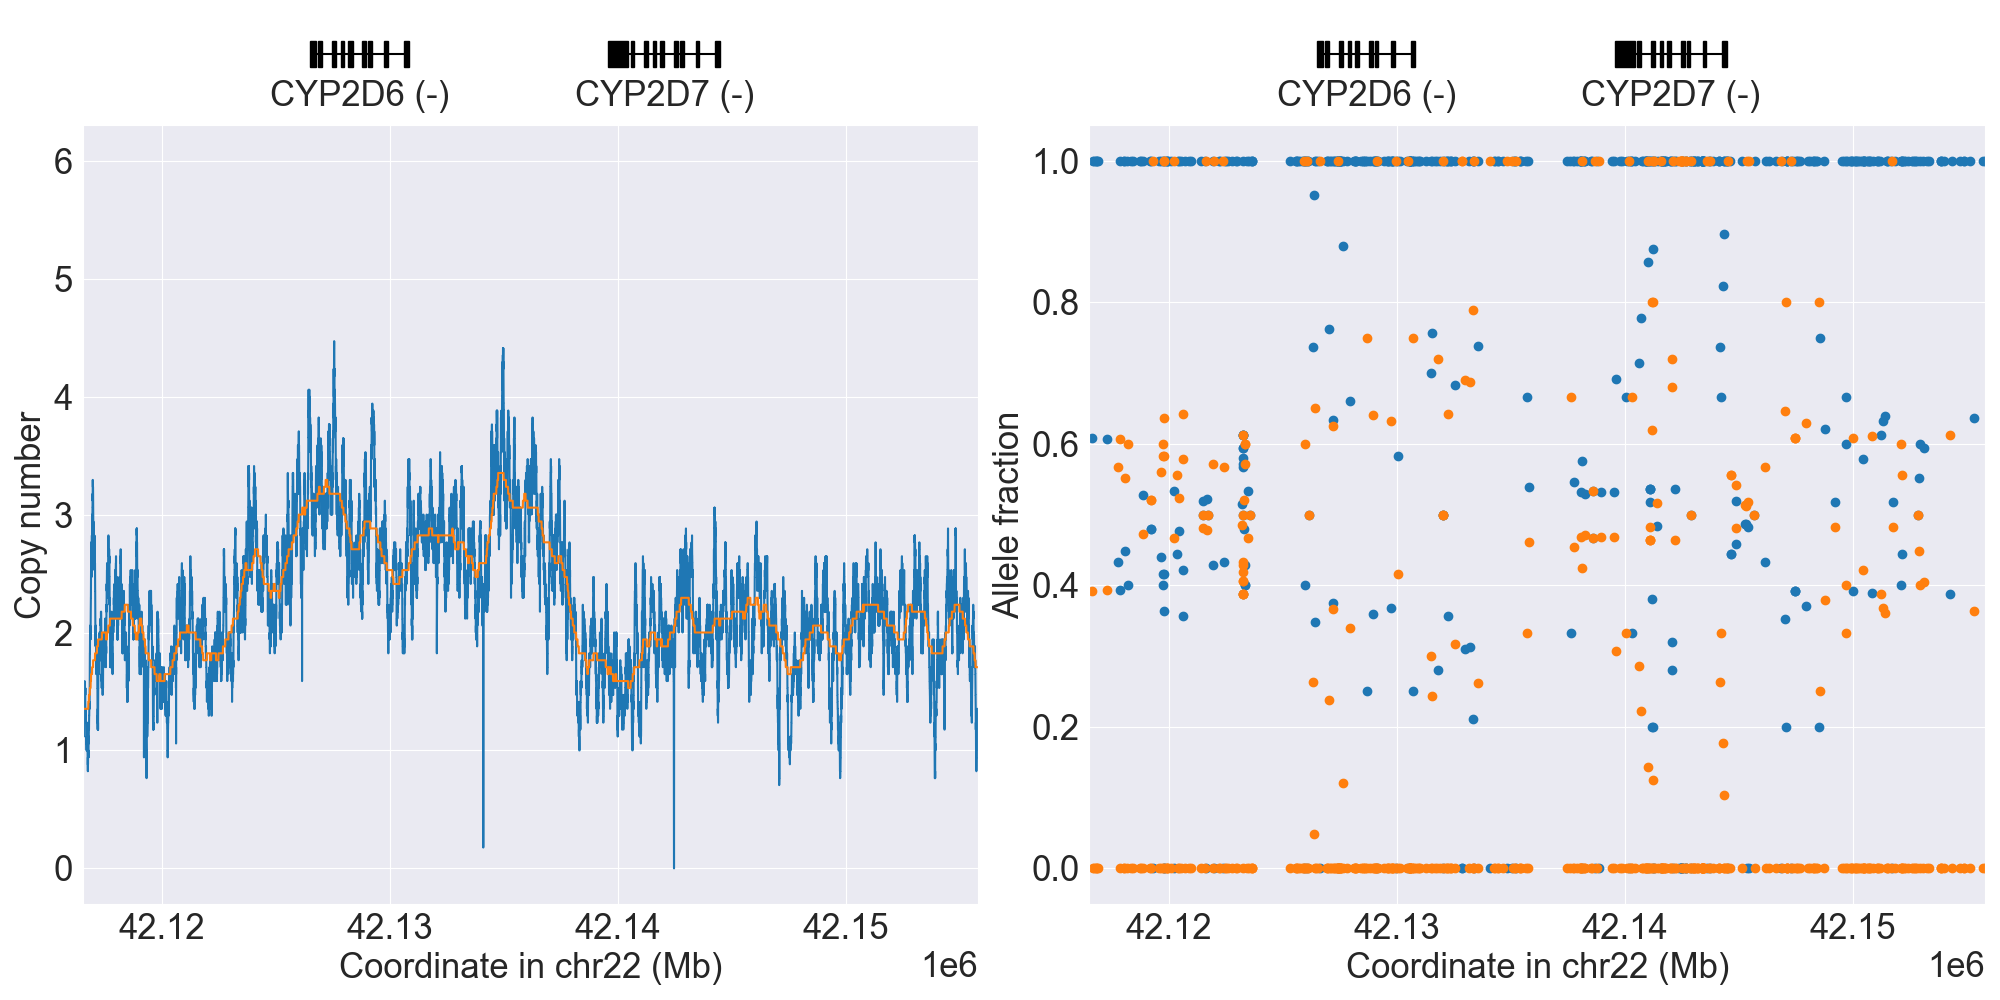 CYP2D6 (-) CYP2D7 (-)
CYP2D6 (-) CYP2D7 (-)
6
5
4
3
2
1
0
Copy number
42.12 42.13 42.14 42.15
Coordinate in chr22 (Mb)
1e6
1.0
0.8
0.6
0.4
0.2
0.0
Allele fraction
42.12 42.13 42.14 42.15
Coordinate in chr22 (Mb)
1e6